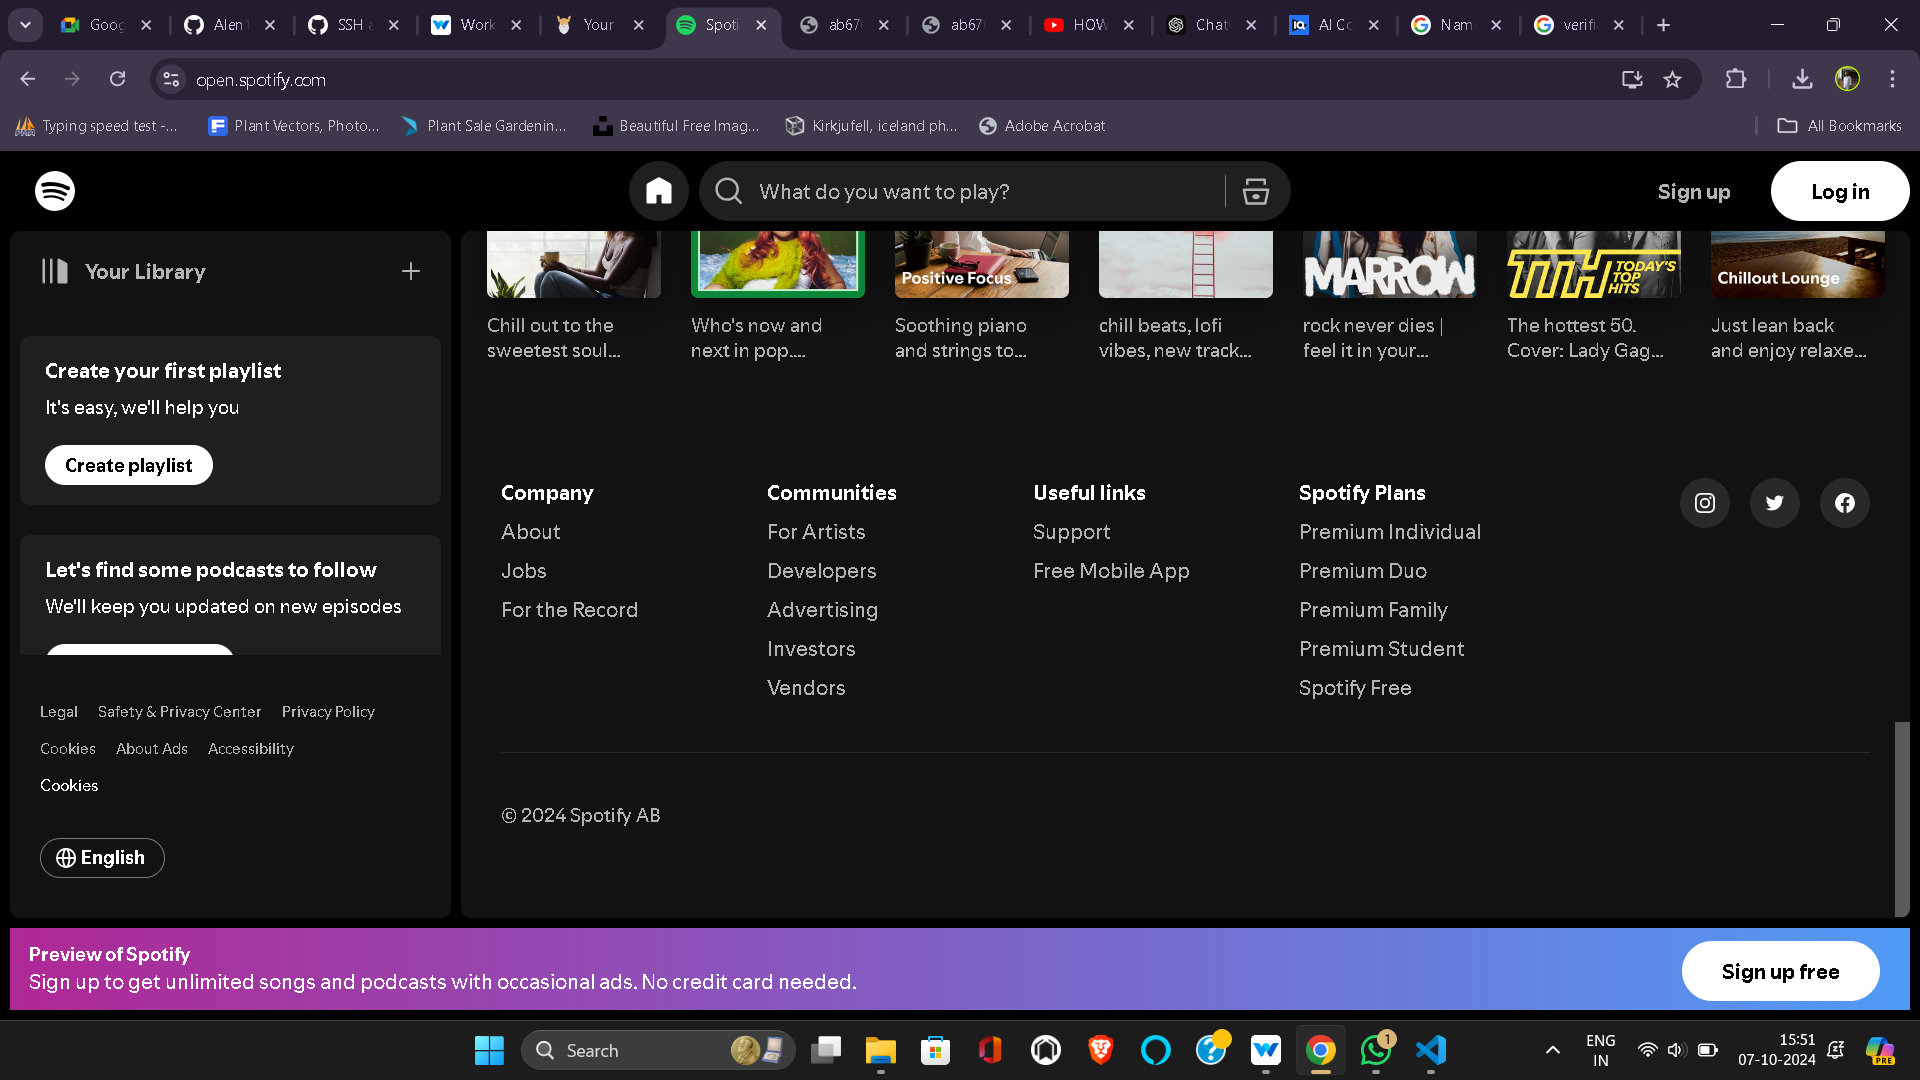 Goog
Alen
SSH a
Work
Your
Spoti
ab67
ab67
HOW
Chat
AI Co
Nam
verifi
open.spotify.com
Typing speed test -...
Plant Vectors, Photo...
Plant Sale Gardenin...
Beautiful Free Imag...
Kirkjufell, iceland ph...
Adobe Acrobat
All Bookmarks
What do you want to play?
Sign up
Log in
Your Library
Create your first playlist
It's easy, we'll help you
Create playlist
Let's find some podcasts to follow
We'll keep you updated on new episodes
Legal Safety & Privacy Center Privacy Policy
Cookies About Ads Accessibility
Cookies
English
Positive Focus
MARROW
TTH TODAY'S
TOP
HITS
Chillout Lounge
Chill out to the
sweetest soul...
Who's now and
next in pop....
Soothing piano
and strings to...
chill beats, lofi
vibes, new track...
rock never dies |
feel it in your...
The hottest 50.
Cover: Lady Gag...
Just lean back
and enjoy relaxe...
Company
About
Jobs
For the Record
Communities
For Artists
Developers
Advertising
Investors
Vendors
Useful links
Support
Free Mobile App
Spotify Plans
Premium Individual
Premium Duo
Premium Family
Premium Student
Spotify Free
© 2024 Spotify AB
Preview of Spotify
Sign up to get unlimited songs and podcasts with occasional ads. No credit card needed.
Sign up free
Search
1
ENG
IN
15:51
07-10-2024
PRE